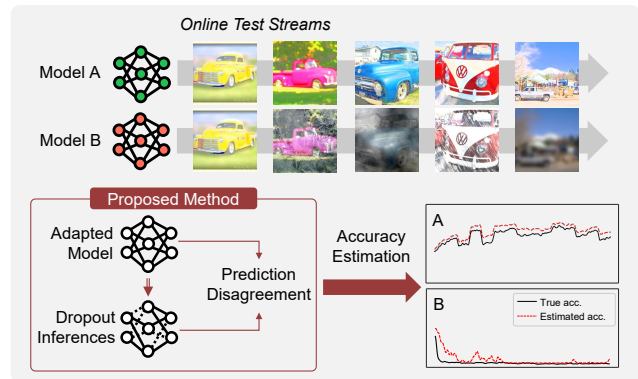 Online Test Streams
Model A
Model B
Proposed Method
Adapted
Model
Dropout
Inferences
Prediction
Disagreement
Accuracy
Estimation
A
B
True acc.
Estimated acc.